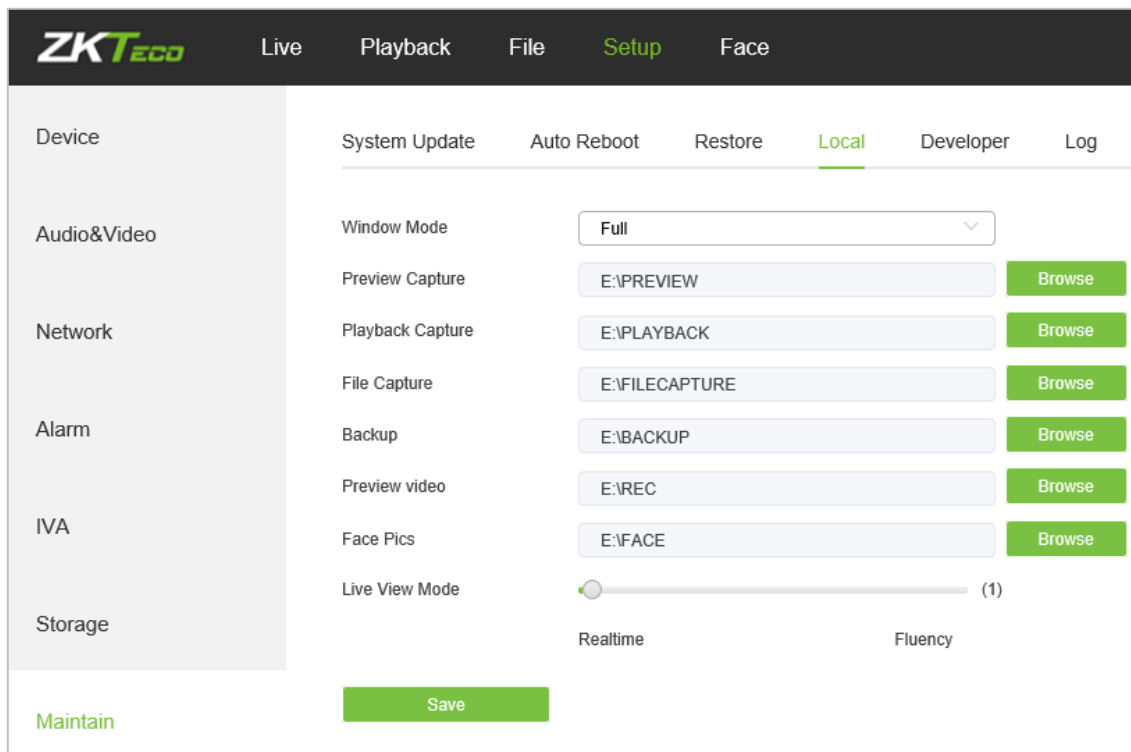 ZKTECO Live Playback File Setup Face
Device
Audio&Video
Network
Alarm
IVA
Storage
Maintain
System Update Auto Reboot Restore Local Developer Log
Window Mode Full
Preview Capture E:\PREVIEW Browse
Playback Capture E:\PLAYBACK Browse
File Capture E:\FILECAPTURE Browse
Backup E:\BACKUP Browse
Preview video E:\REC Browse
Face Pics E:\FACE Browse
Live View Mode (1)
Realtime Fluency
Save